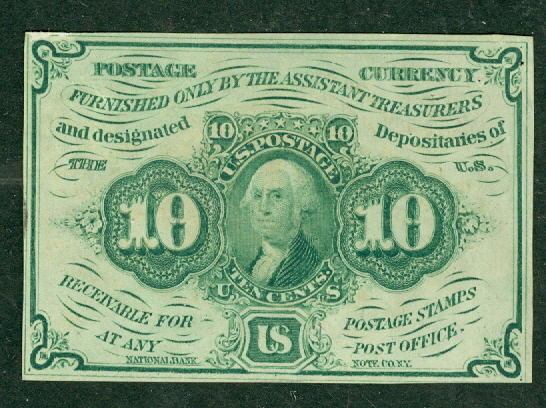 POSTAGE CURRENCY
FURNISHED ONLY BY THE ASSISTANT TREASURERS
and designated Depositaries of
THE U.S.
10 10
U.S. POSTAGE
10 10
TEN CENTS.
U S
RECEIVABLE FOR POSTAGE STAMPS
AT ANY POST OFFICE.
US
NATIONAL BANK NOTE CO. N.Y.